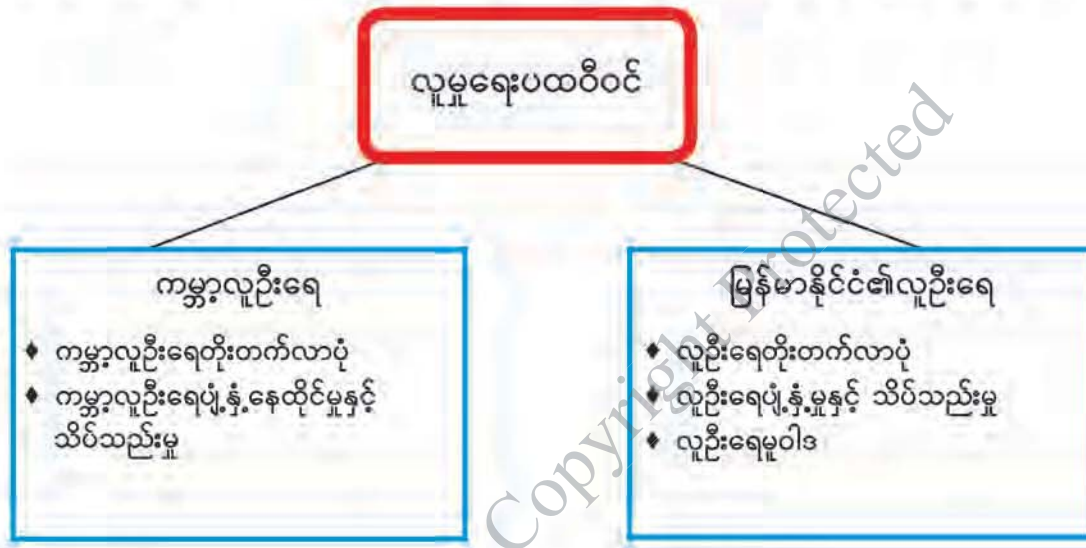 လူမှုရေးပထဝီဝင်
ကမ္ဘာ့လူဦးရေ
♦ ကမ္ဘာ့လူဦးရေတိုးတက်လာပုံ
♦ ကမ္ဘာ့လူဦးရေပျံ့နှံ့နေထိုင်မှုနှင့်
သိပ်သည်းမှု
မြန်မာနိုင်ငံ၏လူဦးရေ
♦ လူဦးရေတိုးတက်လာပုံ
♦ လူဦးရေပျံ့နှံ့မှုနှင့် သိပ်သည်းမှု
♦ လူဦးရေမူဝါဒ
Copyright Protected